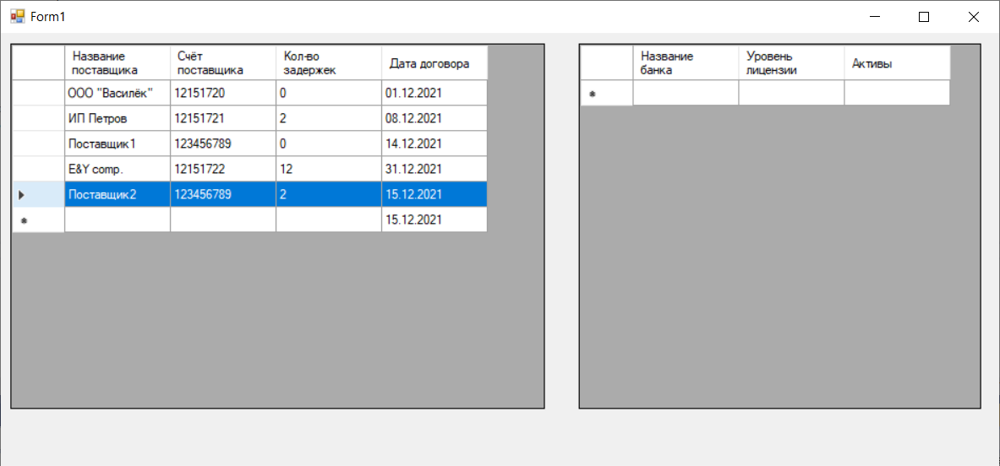 Form1
Название Счёт Кол-во Дата договора
поставщика поставщика задержек
ООО "Василёк" 12151720 0 01.12.2021
ИП Петров 12151721 2 08.12.2021
Поставщик1 123456789 0 14.12.2021
E&Y comp. 12151722 12 31.12.2021
Поставщик2 123456789 2 15.12.2021
15.12.2021
Название Уровень Активы
банка лицензии